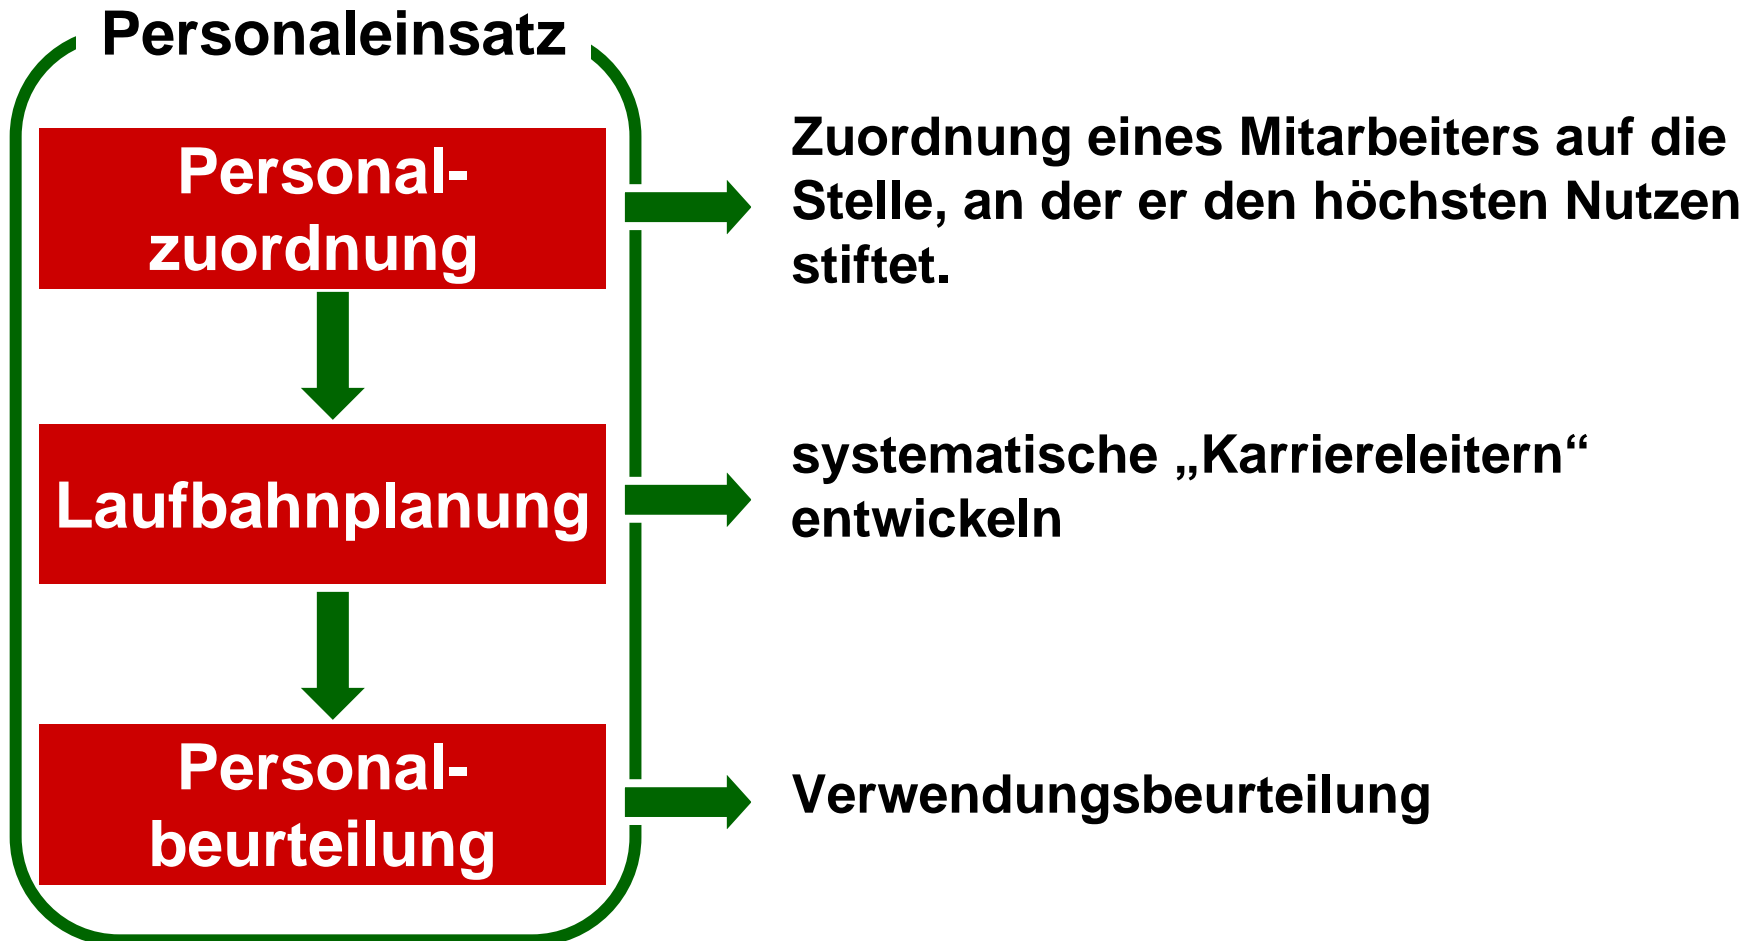 Personaleinsatz
Personal-
zuordnung
Zuordnung eines Mitarbeiters auf die
Stelle, an der er den höchsten Nutzen
stiftet.
Laufbahnplanung
systematische „Karriereleitern“
entwickeln
Personal-
beurteilung
Verwendungsbeurteilung